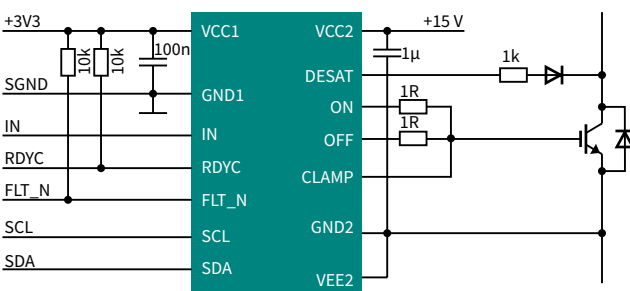 +3V3 VCC1 VCC2 +15 V
10k 10k 100n 1µ 1k
DESAT
SGND GND1 1R
ON
IN IN 1R
OFF
RDYC RDYC
CLAMP
FLT_N FLT_N
SCL SCL GND2
SDA SDA
VEE2